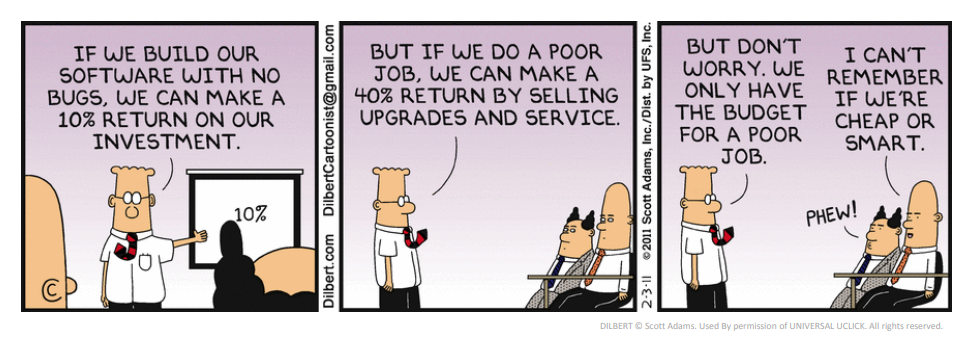 IF WE BUILD OUR
SOFTWARE WITH NO
BUGS, WE CAN MAKE A
10% RETURN ON OUR
INVESTMENT.
10%
Dilbert.com DilbertCartoonist@gmail.com
BUT IF WE DO A POOR
JOB, WE CAN MAKE A
40% RETURN BY SELLING
UPGRADES AND SERVICE.
2-3-11 ©2011 Scott Adams, Inc./Dist. by UFS, Inc.
BUT DON'T
WORRY. WE
ONLY HAVE
THE BUDGET
FOR A POOR
JOB.
PHEW!
I CAN'T
REMEMBER
IF WE'RE
CHEAP OR
SMART.
DILBERT © Scott Adams. Used By permission of UNIVERSAL UCLICK. All rights reserved.